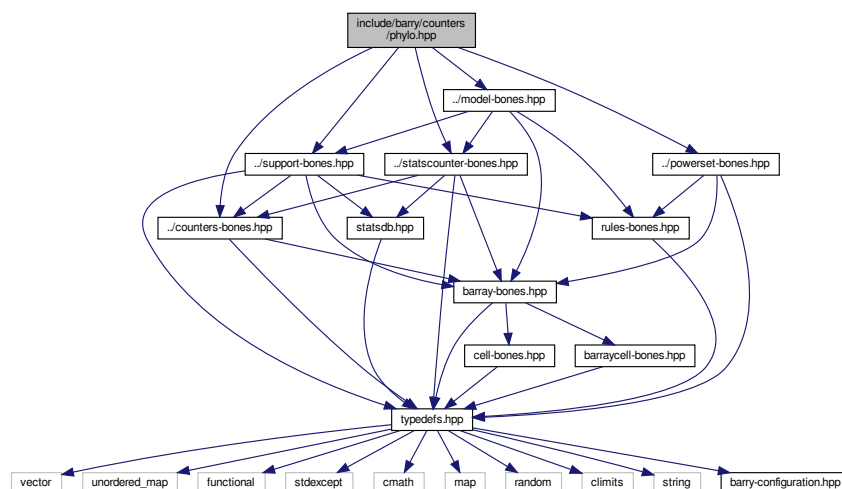 include/barry/counters
/phylo.hpp
../model-bones.hpp
../support-bones.hpp
../statscounter-bones.hpp
../powerset-bones.hpp
../counters-bones.hpp
statsdb.hpp
rules-bones.hpp
barray-bones.hpp
cell-bones.hpp
barraycell-bones.hpp
typedefs.hpp
vector
unordered_map
functional
stdexcept
cmath
map
random
climits
string
barry-configuration.hpp